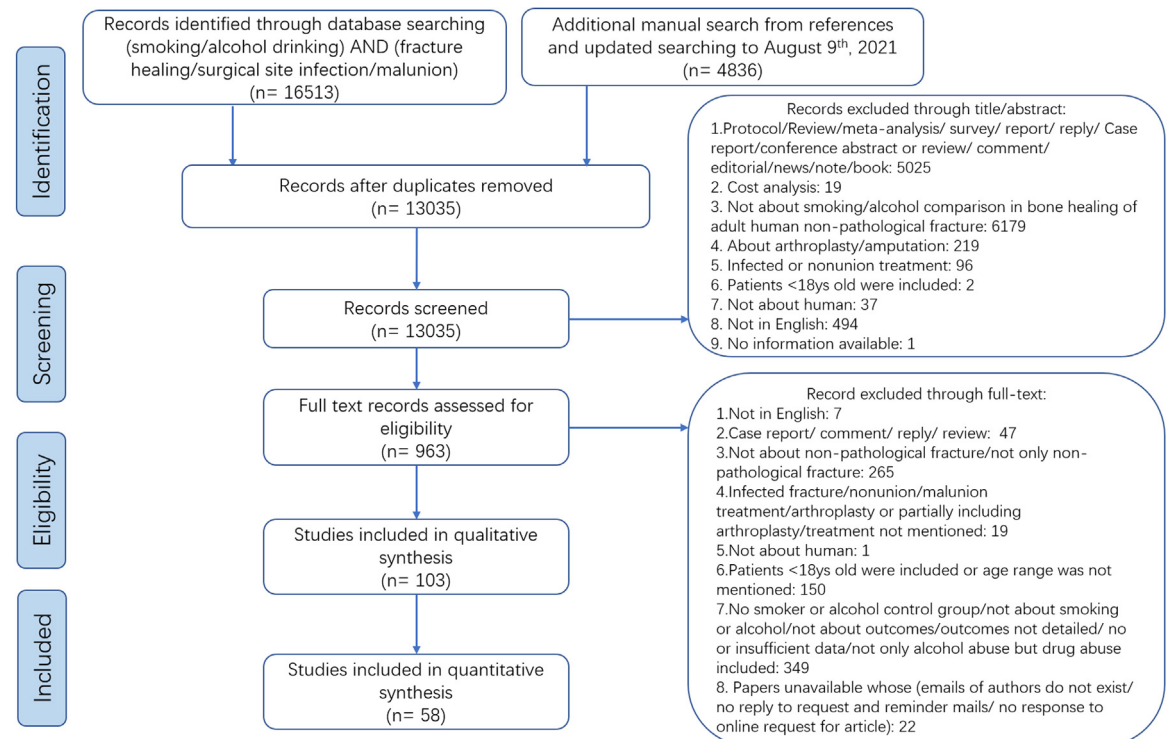 Identification
Records identified through database searching
(smoking/alcohol drinking) AND (fracture
healing/surgical site infection/malunion)
(n= 16513)
Additional manual search from references
and updated searching to August 9th, 2021
(n= 4836)
Records after duplicates removed
(n= 13035)
Records excluded through title/abstract:
1.Protocol/Review/meta-analysis/ survey/ report/ reply/ Case
report/conference abstract or review/ comment/
editorial/news/note/book: 5025
2. Cost analysis: 19
3. Not about smoking/alcohol comparison in bone healing of
adult human non-pathological fracture: 6179
4. About arthroplasty/amputation: 219
5. Infected or nonunion treatment: 96
6. Patients <18ys old were included: 2
7. Not about human: 37
8. Not in English: 494
9. No information available: 1
Screening
Records screened
(n= 13035)
Full text records assessed for
eligibility
(n= 963)
Record excluded through full-text:
1.Not in English: 7
2.Case report/ comment/ reply/ review:  47
3.Not about non-pathological fracture/not only non-
pathological fracture: 265
4.Infected fracture/nonunion/malunion
treatment/arthroplasty or partially including
arthroplasty/treatment not mentioned: 19
5.Not about human: 1
6.Patients <18ys old were included or age range was not
mentioned: 150
7.No smoker or alcohol control group/not about smoking
or alcohol/not about outcomes/outcomes not detailed/ no
or insufficient data/not only alcohol abuse but drug abuse
included: 349
8. Papers unavailable whose (emails of authors do not exist/
no reply to request and reminder mails/ no response to
online request for article): 22
Eligibility
Studies included in qualitative
synthesis
(n= 103)
Included
Studies included in quantitative
synthesis
(n= 58)